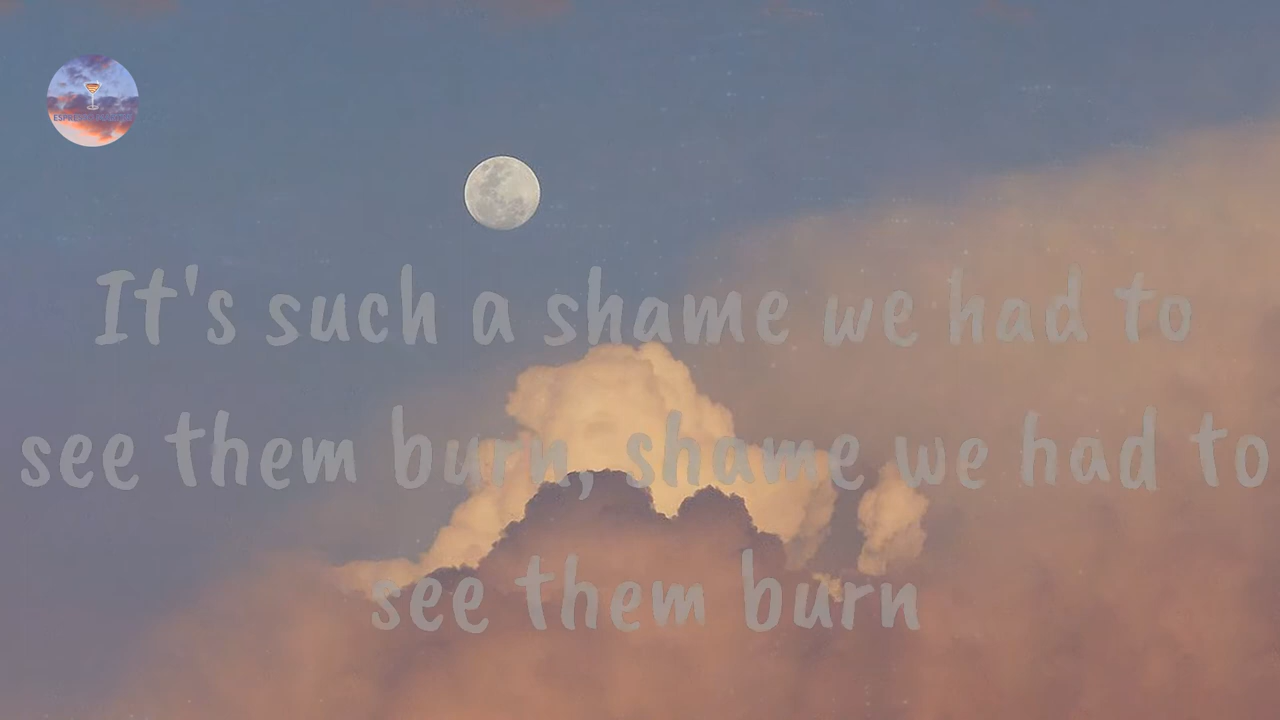 It's such a shame we had to
see them burn, shame we had to
see them burn